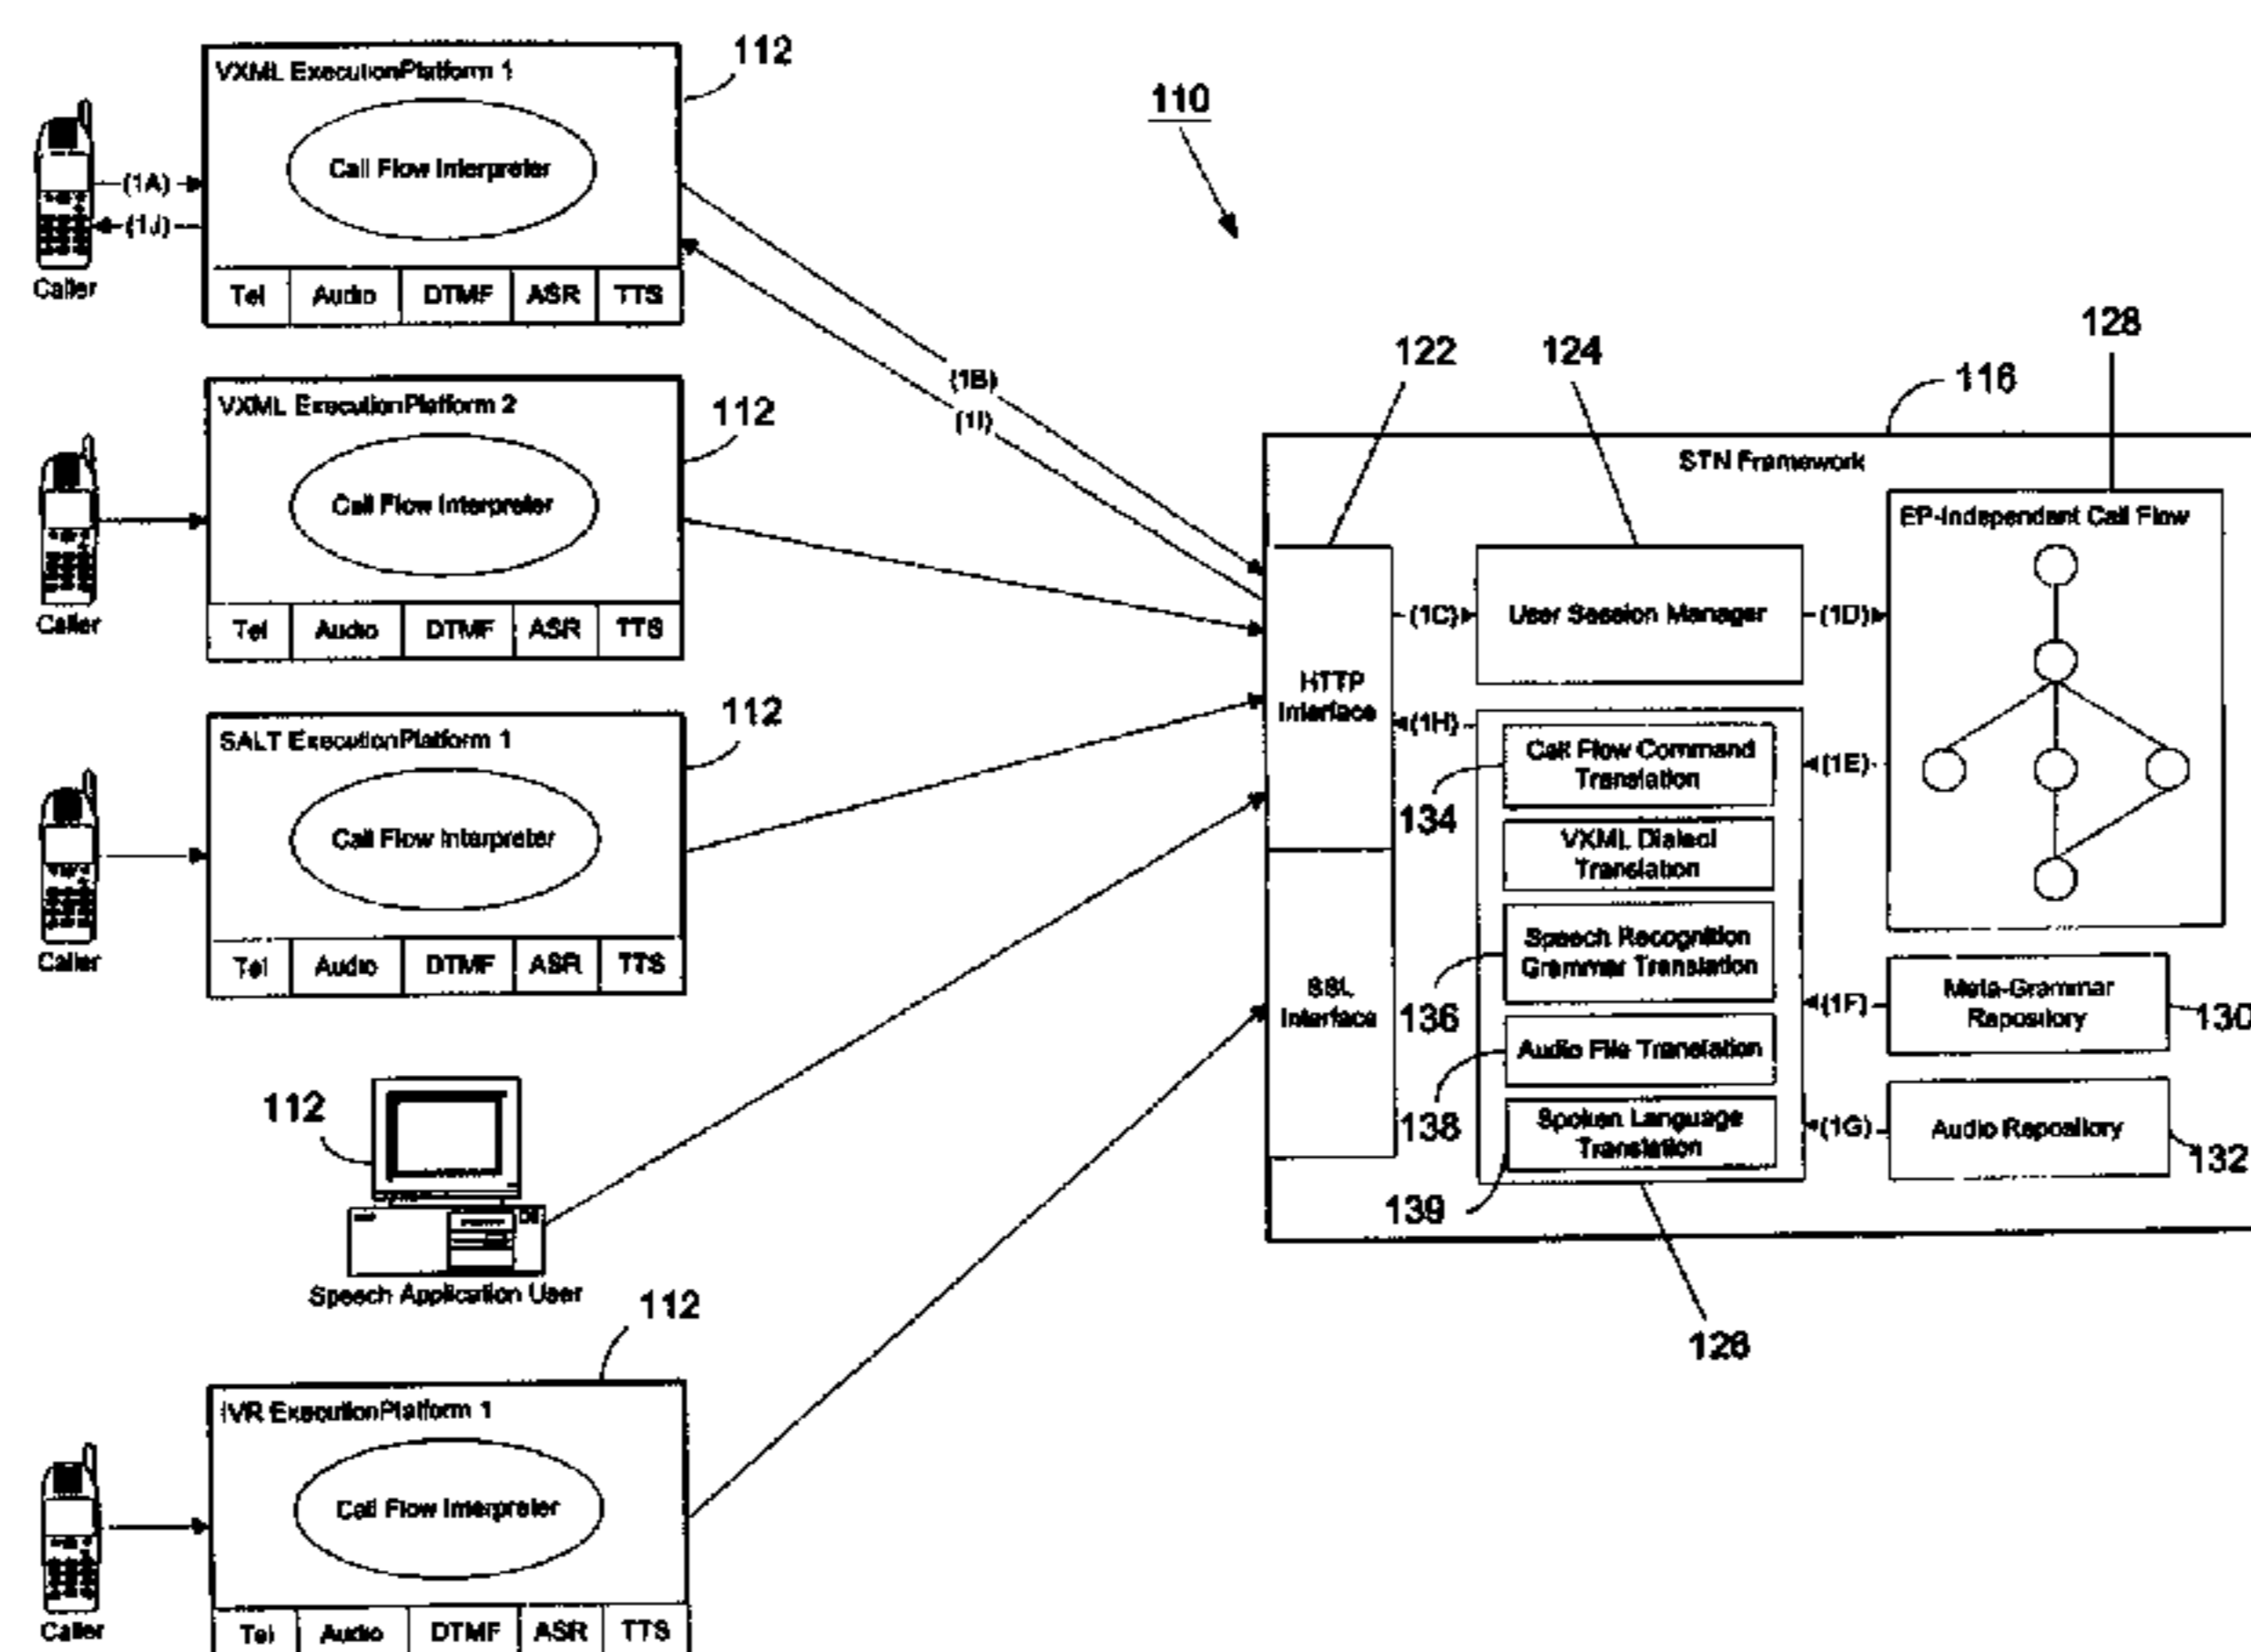 VXML ExecutionPlatform 1
112
Call Flow Interpreter
(1A)
(1J)
Caller
Tel
Audio
DTMF
ASR
TTS
110
VXML ExecutionPlatform 2
112
Call Flow Interpreter
Caller
Tel
Audio
DTMF
ASR
TTS
(1B)
(1I)
SALT ExecutionPlatform 1
112
Call Flow Interpreter
Caller
Tel
Audio
DTMF
ASR
TTS
112
Speech Application User
IVR ExecutionPlatform 1
112
Call Flow Interpreter
Caller
Tel
Audio
DTMF
ASR
TTS
122
124
128
116
STN Framework
HTTP
Interface
SSL
Interface
(1C)
User Session Manager
(1D)
EP-Independent Call Flow
(1H)
Call Flow Command
Translation
134
(1E)
VXML Dialect
Translation
Speech Recognition
Grammar Translation
136
(1F)
Meta-Grammar
Repository
130
Audio File Translation
138
(1G)
Audio Repository
132
Spoken Language
Translation
139
126